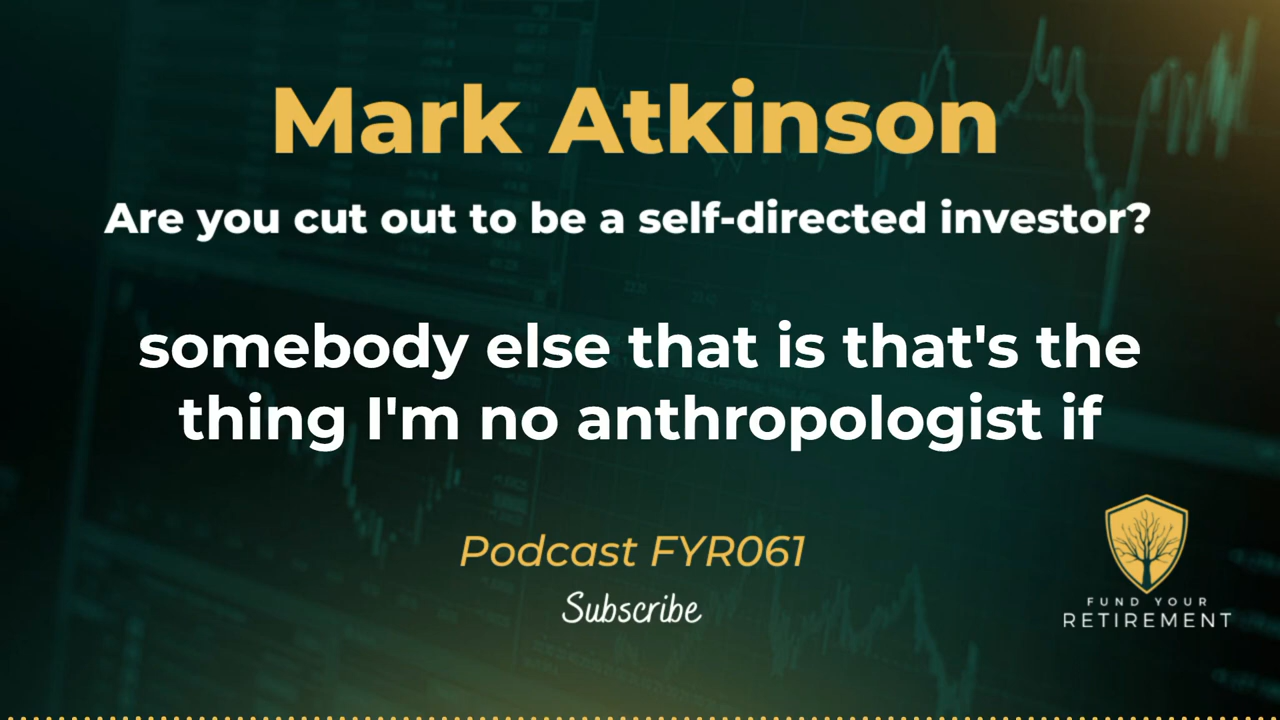 Mark Atkinson
Are you cut out to be a self-directed investor?
somebody else that is that's the
thing I'm no anthropologist if
Podcast FYR061
Subscribe
FUND YOUR
RETIREMENT